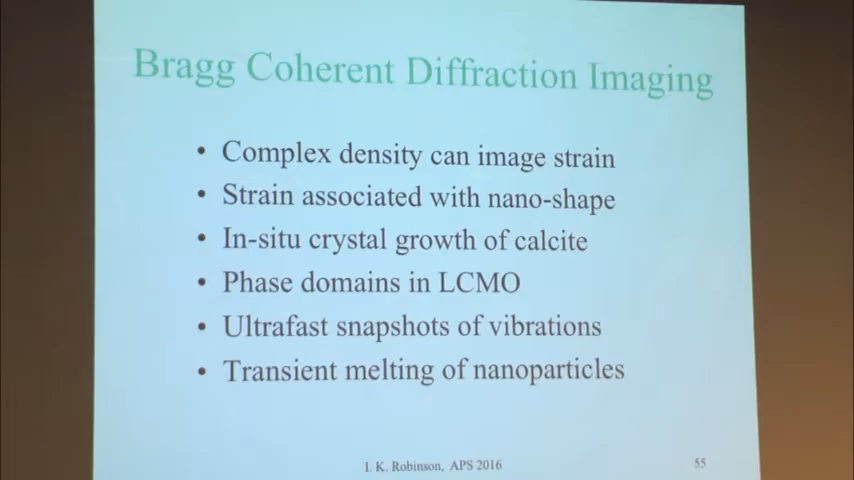 Bragg Coherent Diffraction Imaging
• Complex density can image strain
• Strain associated with nano-shape
• In-situ crystal growth of calcite
• Phase domains in LCMO
• Ultrafast snapshots of vibrations
• Transient melting of nanoparticles
I. K. Robinson, APS 2016
55